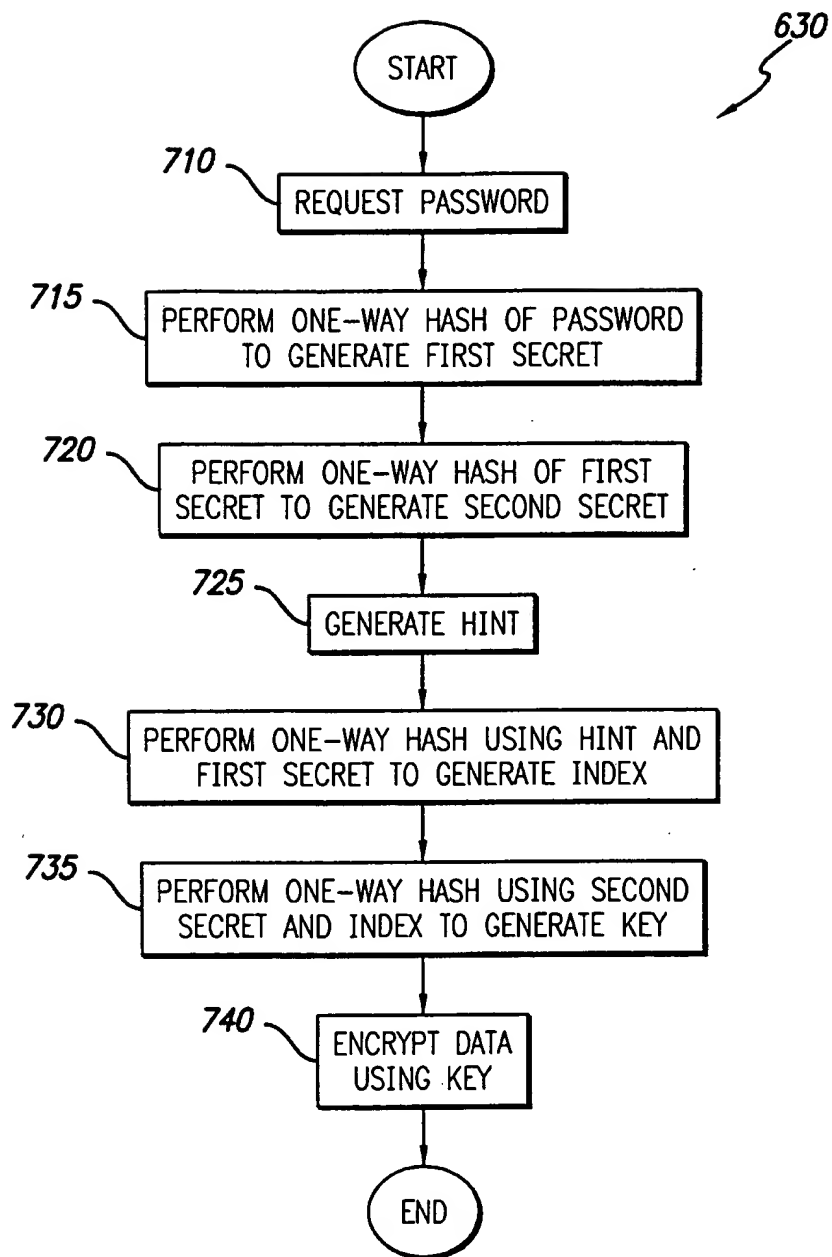 630
START
710
REQUEST PASSWORD
715
PERFORM ONE-WAY HASH OF PASSWORD
TO GENERATE FIRST SECRET
720
PERFORM ONE-WAY HASH OF FIRST
SECRET TO GENERATE SECOND SECRET
725
GENERATE HINT
730
PERFORM ONE-WAY HASH USING HINT AND
FIRST SECRET TO GENERATE INDEX
735
PERFORM ONE-WAY HASH USING SECOND
SECRET AND INDEX TO GENERATE KEY
740
ENCRYPT DATA
USING KEY
END